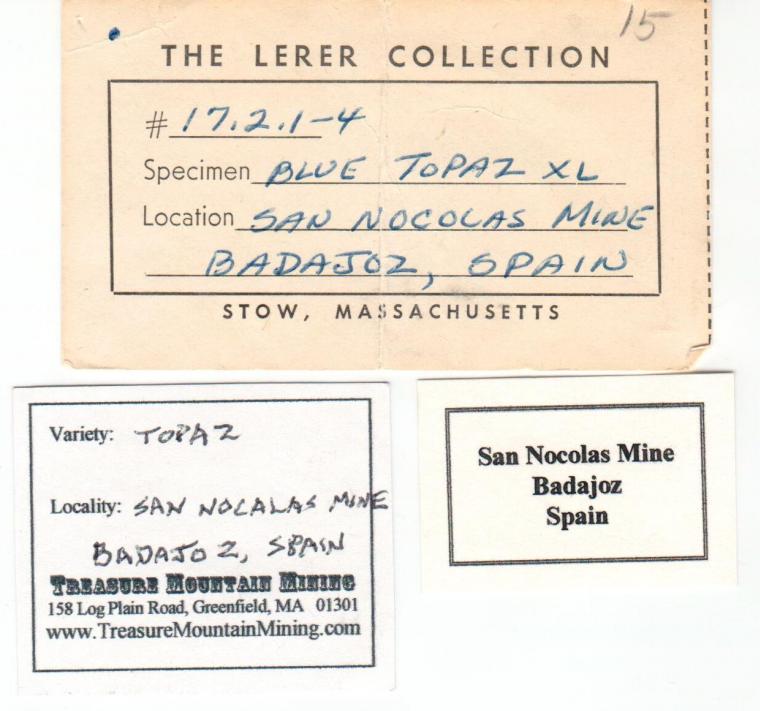 15
THE LERER COLLECTION
# 17.2.1-4
Specimen BLUE TOPAZ XL
Location SAN NOCOLAS MINE
BADAJOZ, SPAIN
STOW, MASSACHUSETTS
Variety: TOPAZ
Locality: SAN NOCALAS MINE
BADAJOZ, SPAIN
TREASURE MOUNTAIN MINING
158 Log Plain Road, Greenfield, MA 01301
www.TreasureMountainMining.com
San Nocolas Mine
Badajoz
Spain